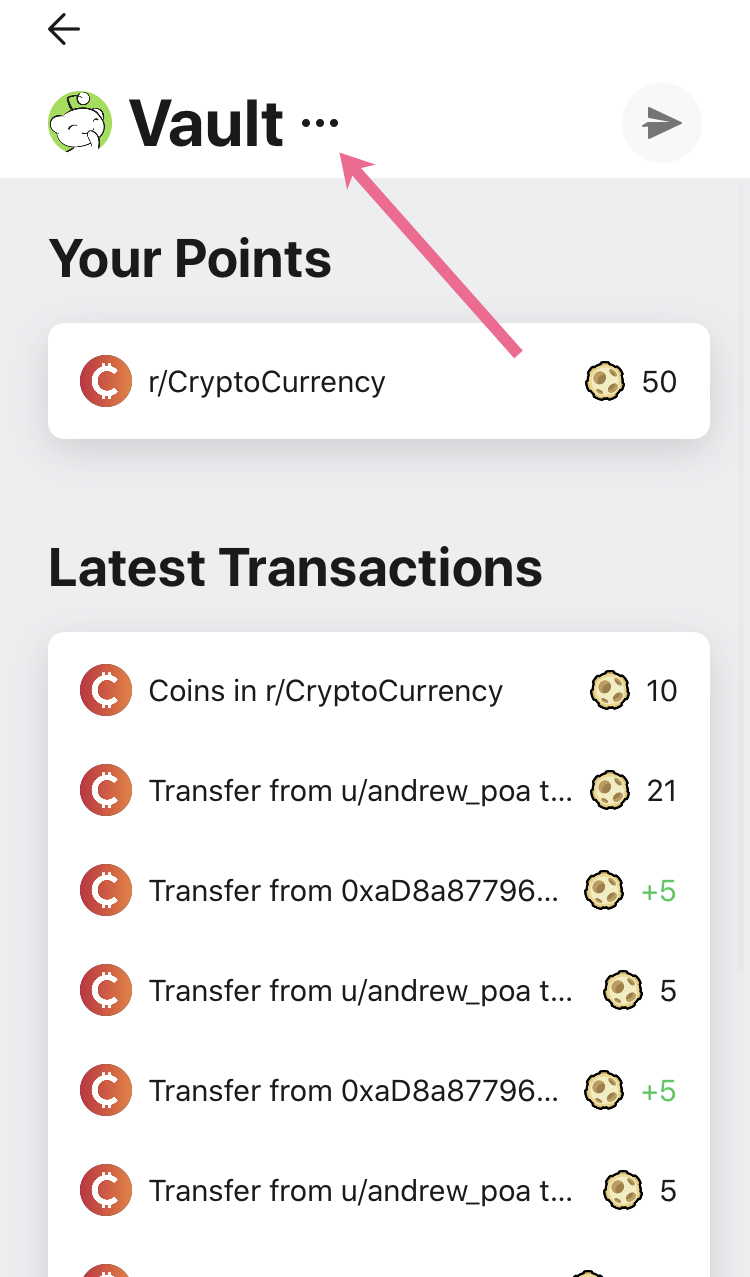 Vault ...
Your Points
r/CryptoCurrency 50
Latest Transactions
Coins in r/CryptoCurrency 10
Transfer from u/andrew_poa t... 21
Transfer from 0xaD8a87796... +5
Transfer from u/andrew_poa t... 5
Transfer from 0xaD8a87796... +5
Transfer from u/andrew_poa t... 5